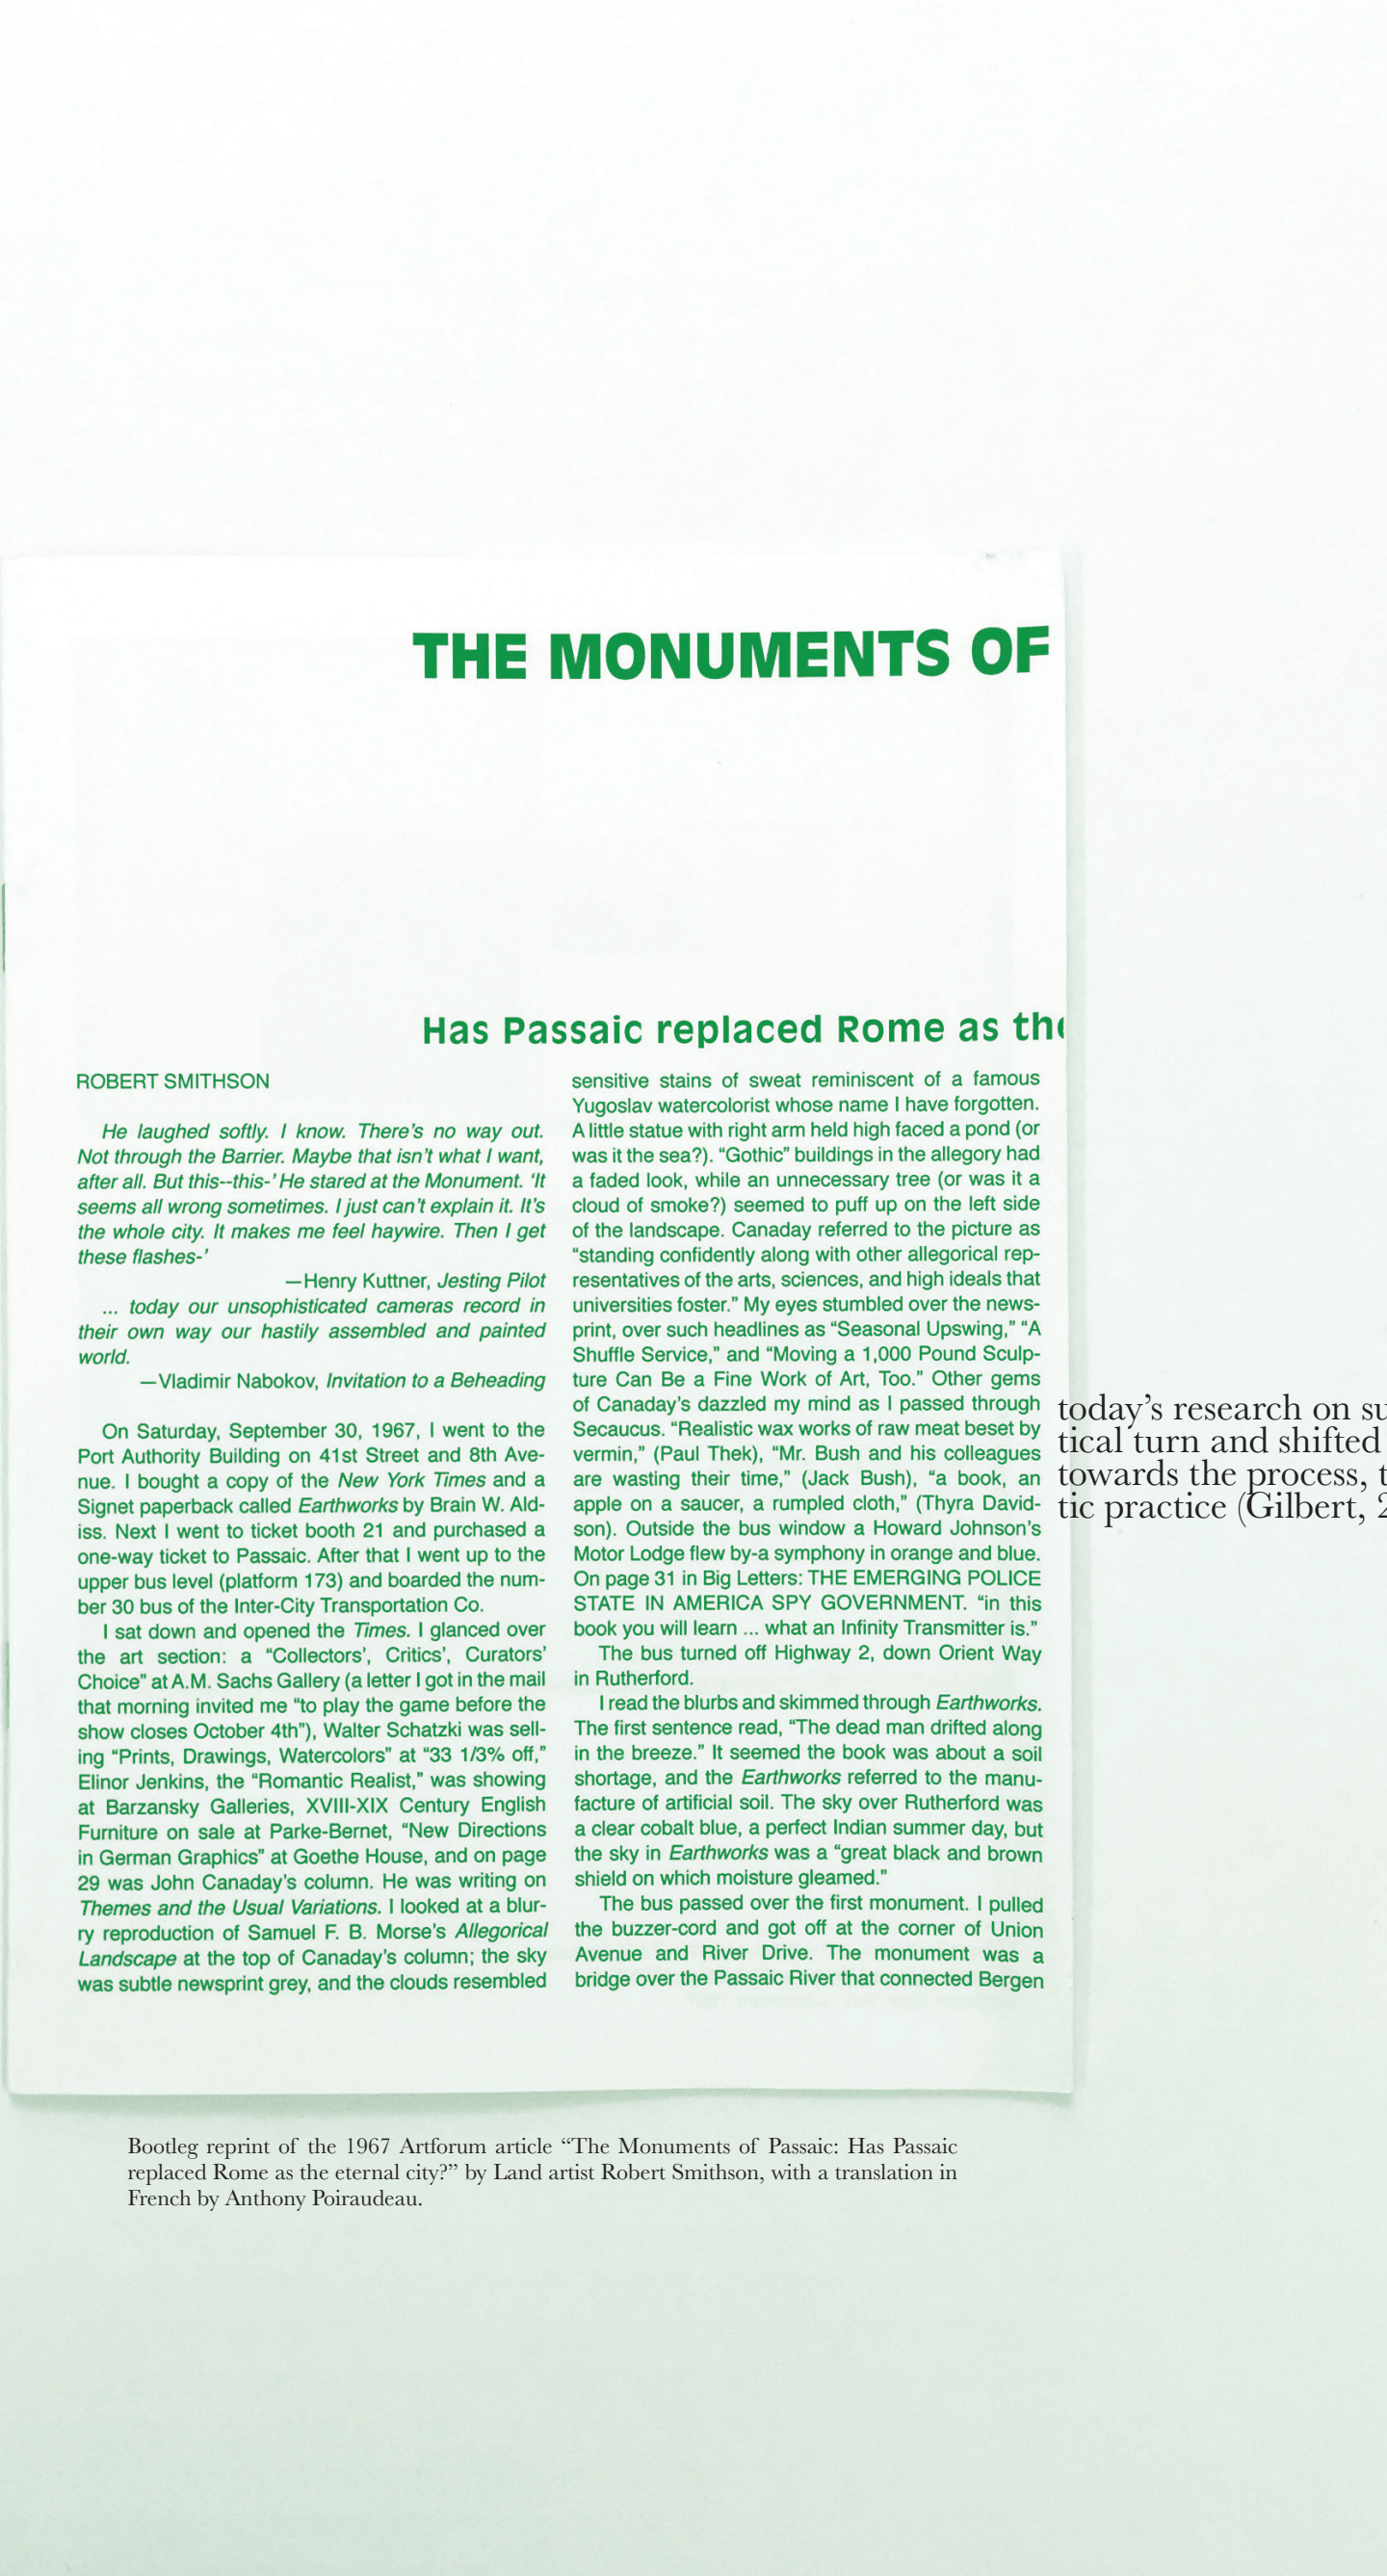 THE MONUMENTS OF
Has Passaic replaced Rome as the
ROBERT SMITHSON
He laughed softly. I know. There's no way out.
Not through the Barrier. Maybe that isn't what I want,
after all. But this--this-' He stared at the Monument. 'It
seems all wrong sometimes. I just can't explain it. It's
the whole city. It makes me feel haywire. Then I get
these flashes-'
—Henry Kuttner, Jesting Pilot
... today our unsophisticated cameras record in
their own way our hastily assembled and painted
world.
—Vladimir Nabokov, Invitation to a Beheading
On Saturday, September 30, 1967, I went to the
Port Authority Building on 41st Street and 8th Ave-
nue. I bought a copy of the New York Times and a
Signet paperback called Earthworks by Brain W. Ald-
iss. Next I went to ticket booth 21 and purchased a
one-way ticket to Passaic. After that I went up to the
upper bus level (platform 173) and boarded the num-
ber 30 bus of the Inter-City Transportation Co.
I sat down and opened the Times. I glanced over
the art section: a “Collectors’, Critics’, Curators’
Choice” at A.M. Sachs Gallery (a letter I got in the mail
that morning invited me “to play the game before the
show closes October 4th”), Walter Schatzki was sell-
ing “Prints, Drawings, Watercolors” at “33 1/3% off,”
Elinor Jenkins, the “Romantic Realist,” was showing
at Barzansky Galleries, XVIII-XIX Century English
Furniture on sale at Parke-Bernet, “New Directions
in German Graphics” at Goethe House, and on page
29 was John Canaday’s column. He was writing on
Themes and the Usual Variations. I looked at a blur-
ry reproduction of Samuel F. B. Morse’s Allegorical
Landscape at the top of Canaday’s column; the sky
was subtle newsprint grey, and the clouds resembled
sensitive stains of sweat reminiscent of a famous
Yugoslav watercolorist whose name I have forgotten.
A little statue with right arm held high faced a pond (or
was it the sea?). “Gothic” buildings in the allegory had
a faded look, while an unnecessary tree (or was it a
cloud of smoke?) seemed to puff up on the left side
of the landscape. Canaday referred to the picture as
“standing confidently along with other allegorical rep-
resentatives of the arts, sciences, and high ideals that
universities foster.” My eyes stumbled over the news-
print, over such headlines as “Seasonal Upswing,” “A
Shuffle Service,” and “Moving a 1,000 Pound Sculp-
ture Can Be a Fine Work of Art, Too.” Other gems
of Canaday’s dazzled my mind as I passed through
Secaucus. “Realistic wax works of raw meat beset by
vermin,” (Paul Thek), “Mr. Bush and his colleagues
are wasting their time,” (Jack Bush), “a book, an
apple on a saucer, a rumpled cloth,” (Thyra David-
son). Outside the bus window a Howard Johnson’s
Motor Lodge flew by-a symphony in orange and blue.
On page 31 in Big Letters: THE EMERGING POLICE
STATE IN AMERICA SPY GOVERNMENT. “in this
book you will learn ... what an Infinity Transmitter is.”
The bus turned off Highway 2, down Orient Way
in Rutherford.
I read the blurbs and skimmed through Earthworks.
The first sentence read, “The dead man drifted along
in the breeze.” It seemed the book was about a soil
shortage, and the Earthworks referred to the manu-
facture of artificial soil. The sky over Rutherford was
a clear cobalt blue, a perfect Indian summer day, but
the sky in Earthworks was a “great black and brown
shield on which moisture gleamed.”
The bus passed over the first monument. I pulled
the buzzer-cord and got off at the corner of Union
Avenue and River Drive. The monument was a
bridge over the Passaic River that connected Bergen
today’s research on
tical turn and shifted
towards the process,
tic practice (Gilbert,
Bootleg reprint of the 1967 Artforum article “The Monuments of Passaic: Has Passaic
replaced Rome as the eternal city?” by Land artist Robert Smithson, with a translation in
French by Anthony Poiraudeau.